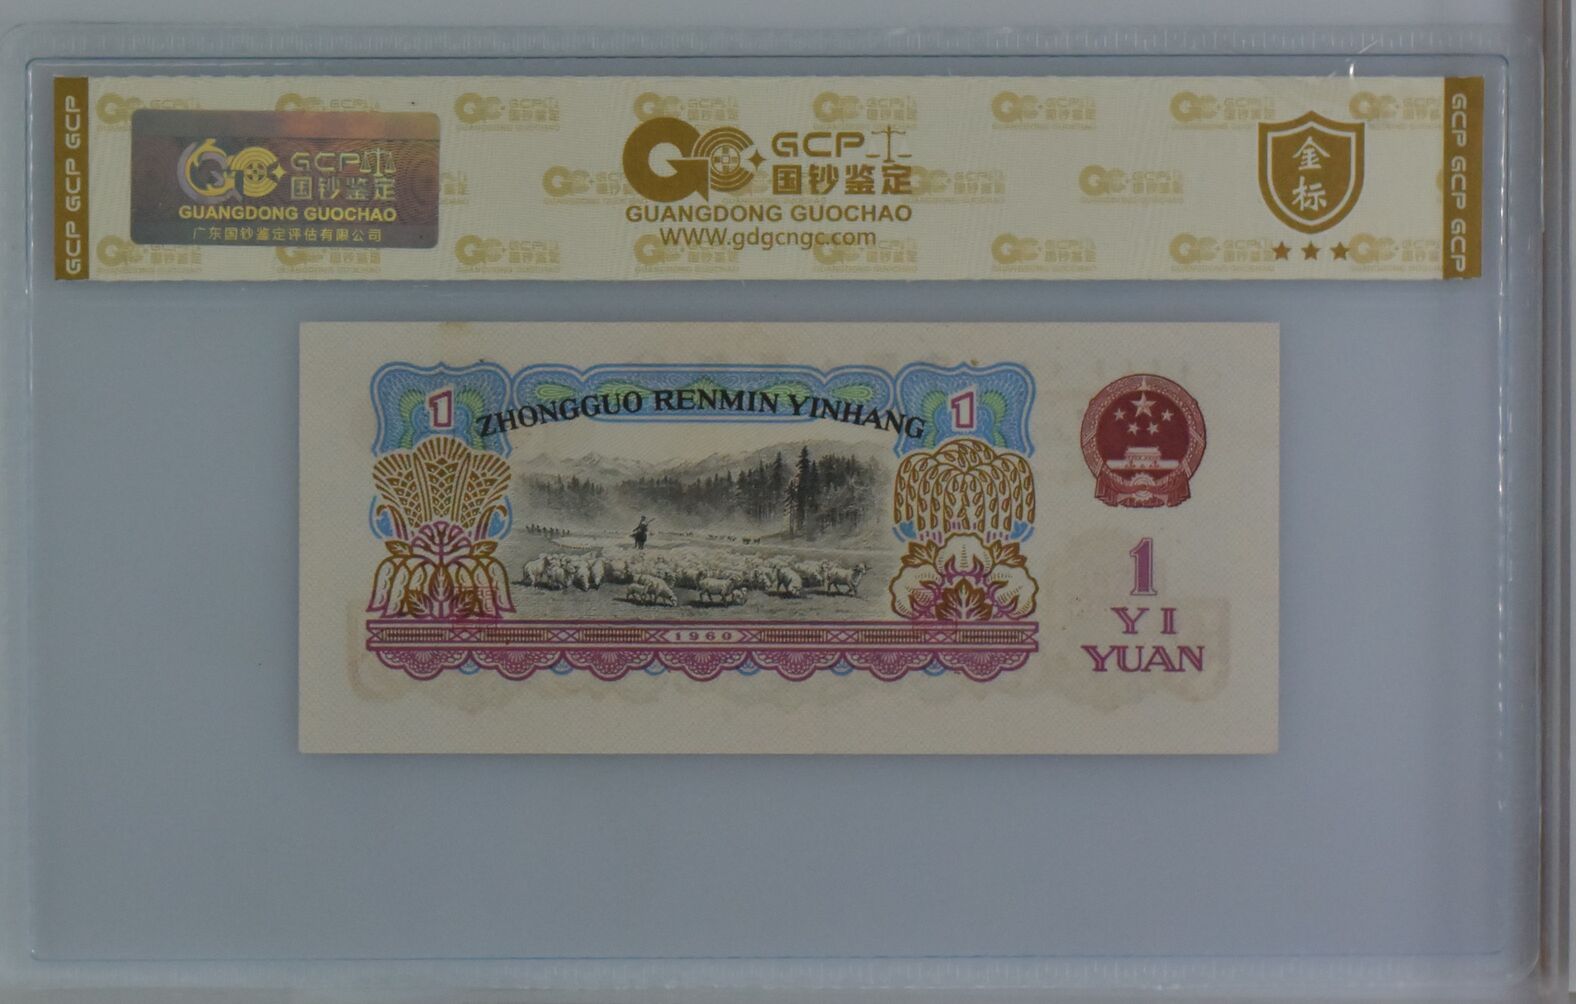 GCP GCP GCP
GCP
国钞鉴定
GUANGDONG GUOCHAO
广东国钞鉴定评估有限公司
GCP
国钞鉴定
GUANGDONG GUOCHAO
www.gdgcngc.com
金标
GCP GCP GCP
1
ZHONGGUO RENMIN YINHANG
1
1960
1
YI
YUAN